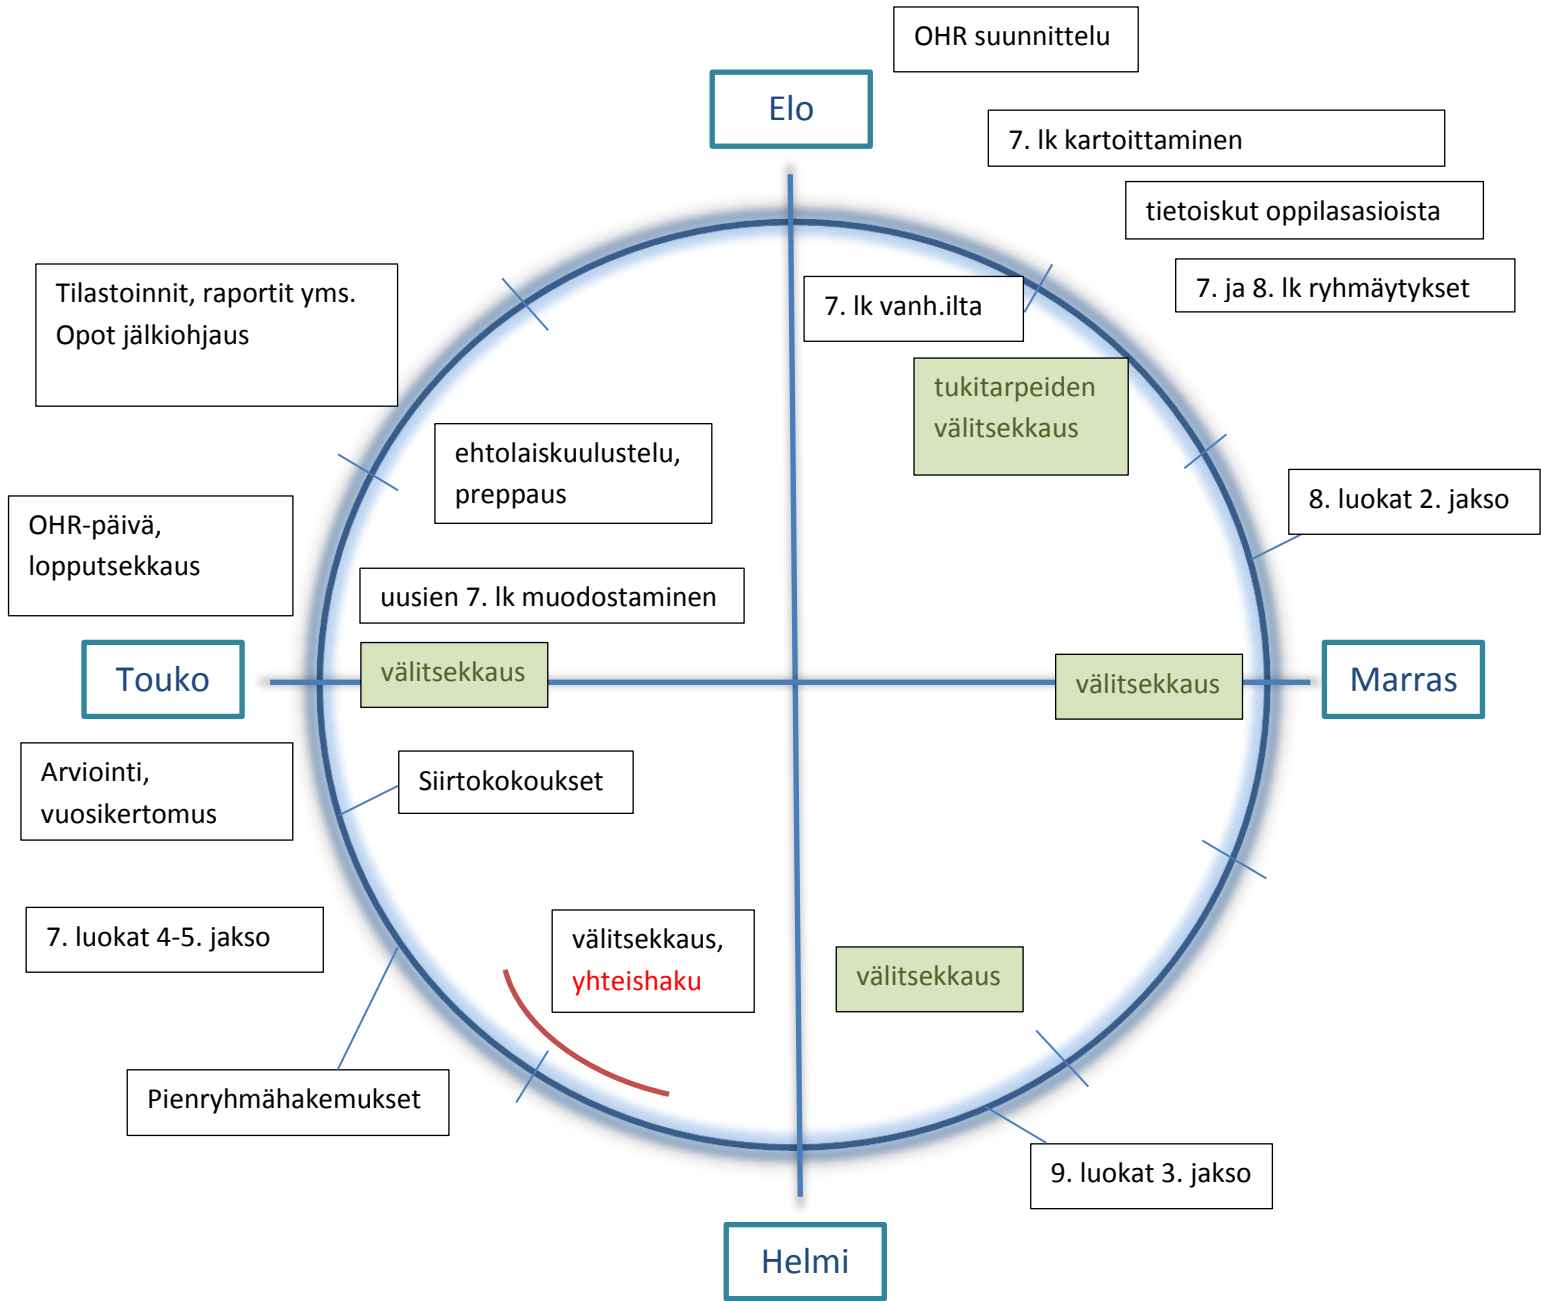 OHR suunnittelu
Elo
7. lk kartoittaminen
tietoiskut oppilasasioista
7. ja 8. lk ryhmäytykset
7. lk vanh.ilta
Tilastoinnit, raportit yms.
Opot jälkiohjaus
tukitarpeiden
välitsekkaus
ehtolaiskuulustelu,
preppaus
8. luokat 2. jakso
OHR-päivä,
lopputsekkaus
uusien 7. lk muodostaminen
Touko
välitsekkaus
välitsekkaus
Marras
Arviointi,
vuosikertomus
Siirtokokoukset
7. luokat 4-5. jakso
välitsekkaus,
yhteishaku
välitsekkaus
Pienryhmähakemukset
9. luokat 3. jakso
Helmi